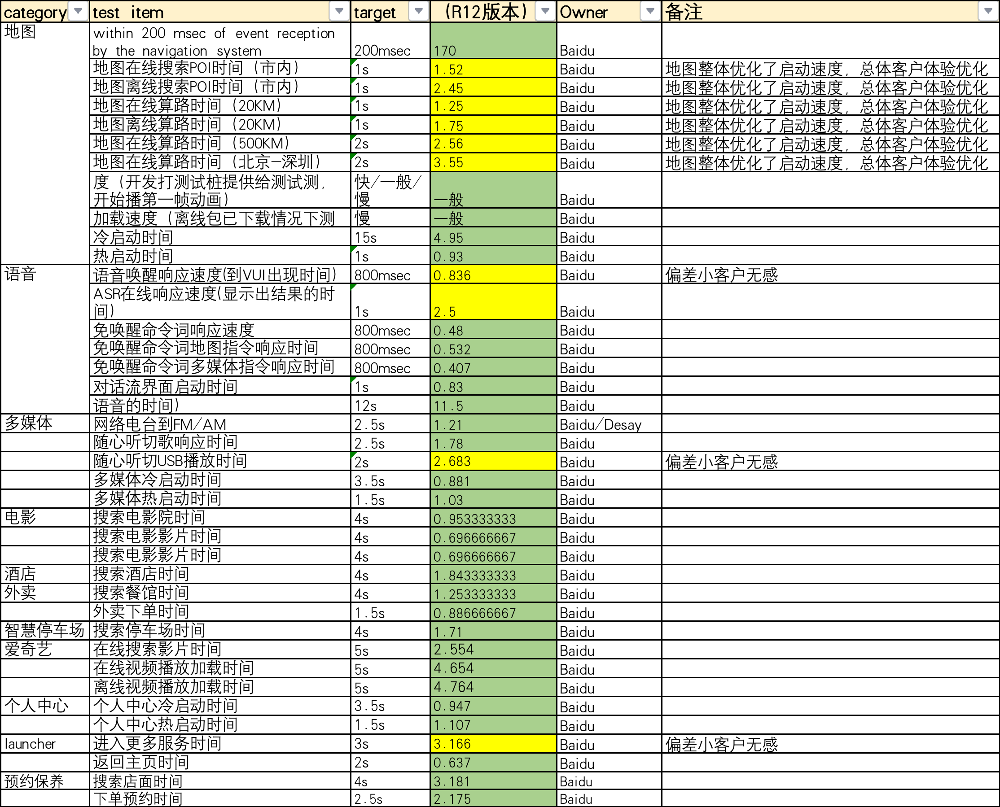 category test item target （R12版本） Owner 备注
地图 within 200 msec of event reception
by the navigation system 200msec 170 Baidu
地图在线搜索POI时间（市内） 1s 1.52 Baidu 地图整体优化了启动速度，总体客户体验优化
地图离线搜索POI时间（市内） 1s 2.45 Baidu 地图整体优化了启动速度，总体客户体验优化
地图在线算路时间（20KM） 1s 1.25 Baidu 地图整体优化了启动速度，总体客户体验优化
地图离线算路时间（20KM） 1s 1.75 Baidu 地图整体优化了启动速度，总体客户体验优化
地图在线算路时间（500KM） 2s 2.56 Baidu 地图整体优化了启动速度，总体客户体验优化
地图在线算路时间（北京-深圳） 2s 3.55 Baidu 地图整体优化了启动速度，总体客户体验优化
度（开发打测试桩提供给测试测， 快/一般/
开始播第一帧动画） 慢 一般 Baidu
加载速度（离线包已下载情况下测 慢 一般 Baidu
冷启动时间 15s 4.95 Baidu
热启动时间 1s 0.93 Baidu
语音 语音唤醒响应速度(到VUI出现时间) 800msec 0.836 Baidu 偏差小客户无感
ASR在线响应速度(显示出结果的时
间) 1s 2.5 Baidu
免唤醒命令词响应速度 800msec 0.48 Baidu
免唤醒命令词地图指令响应时间 800msec 0.532 Baidu
免唤醒命令词多媒体指令响应时间 800msec 0.407 Baidu
对话流界面启动时间 1s 0.83 Baidu
语音的时间) 12s 11.5 Baidu
多媒体 网络电台到FM/AM 2.5s 1.21 Baidu/Desay
随心听切歌响应时间 2.5s 1.78 Baidu
随心听切USB播放时间 2s 2.683 Baidu 偏差小客户无感
多媒体冷启动时间 3.5s 0.881 Baidu
多媒体热启动时间 1.5s 1.03 Baidu
电影 搜索电影院时间 4s 0.953333333 Baidu
搜索电影影片时间 4s 0.696666667 Baidu
搜索电影影片时间 4s 0.696666667 Baidu
酒店 搜索酒店时间 4s 1.843333333 Baidu
外卖 搜索餐馆时间 4s 1.253333333 Baidu
外卖下单时间 1.5s 0.886666667 Baidu
智慧停车场 搜索停车场时间 4s 1.71 Baidu
爱奇艺 在线搜索影片时间 5s 2.554 Baidu
在线视频播放加载时间 5s 4.654 Baidu
离线视频播放加载时间 5s 4.764 Baidu
个人中心 个人中心冷启动时间 3.5s 0.947 Baidu
个人中心热启动时间 1.5s 1.107 Baidu
launcher 进入更多服务时间 3s 3.166 Baidu 偏差小客户无感
返回主页时间 2s 0.637 Baidu
预约保养 搜索店面时间 4s 3.181 Baidu
下单预约时间 2.5s 2.175 Baidu